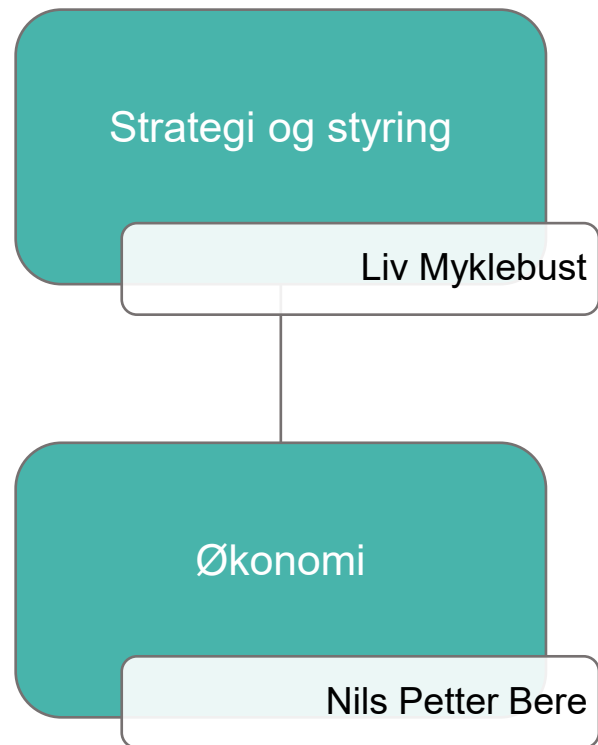 Strategi og styring
Liv Myklebust
Økonomi
Nils Petter Bere